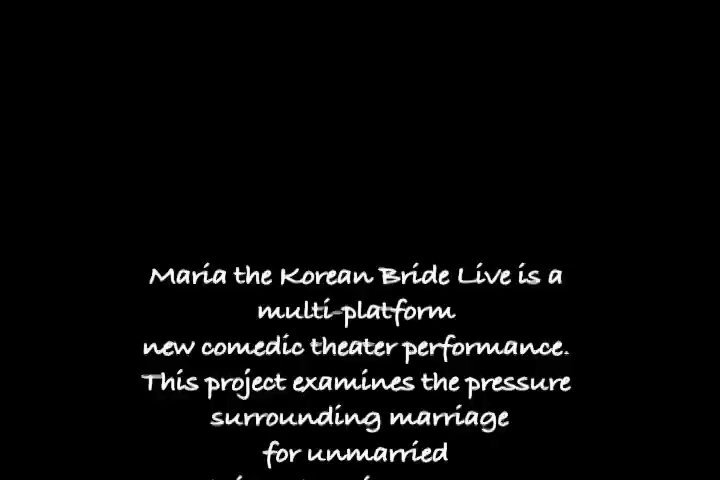 Maria the Korean Bride Live is a
multi-platform
new comedic theater performance.
This project examines the pressure
surrounding marriage
for unmarried